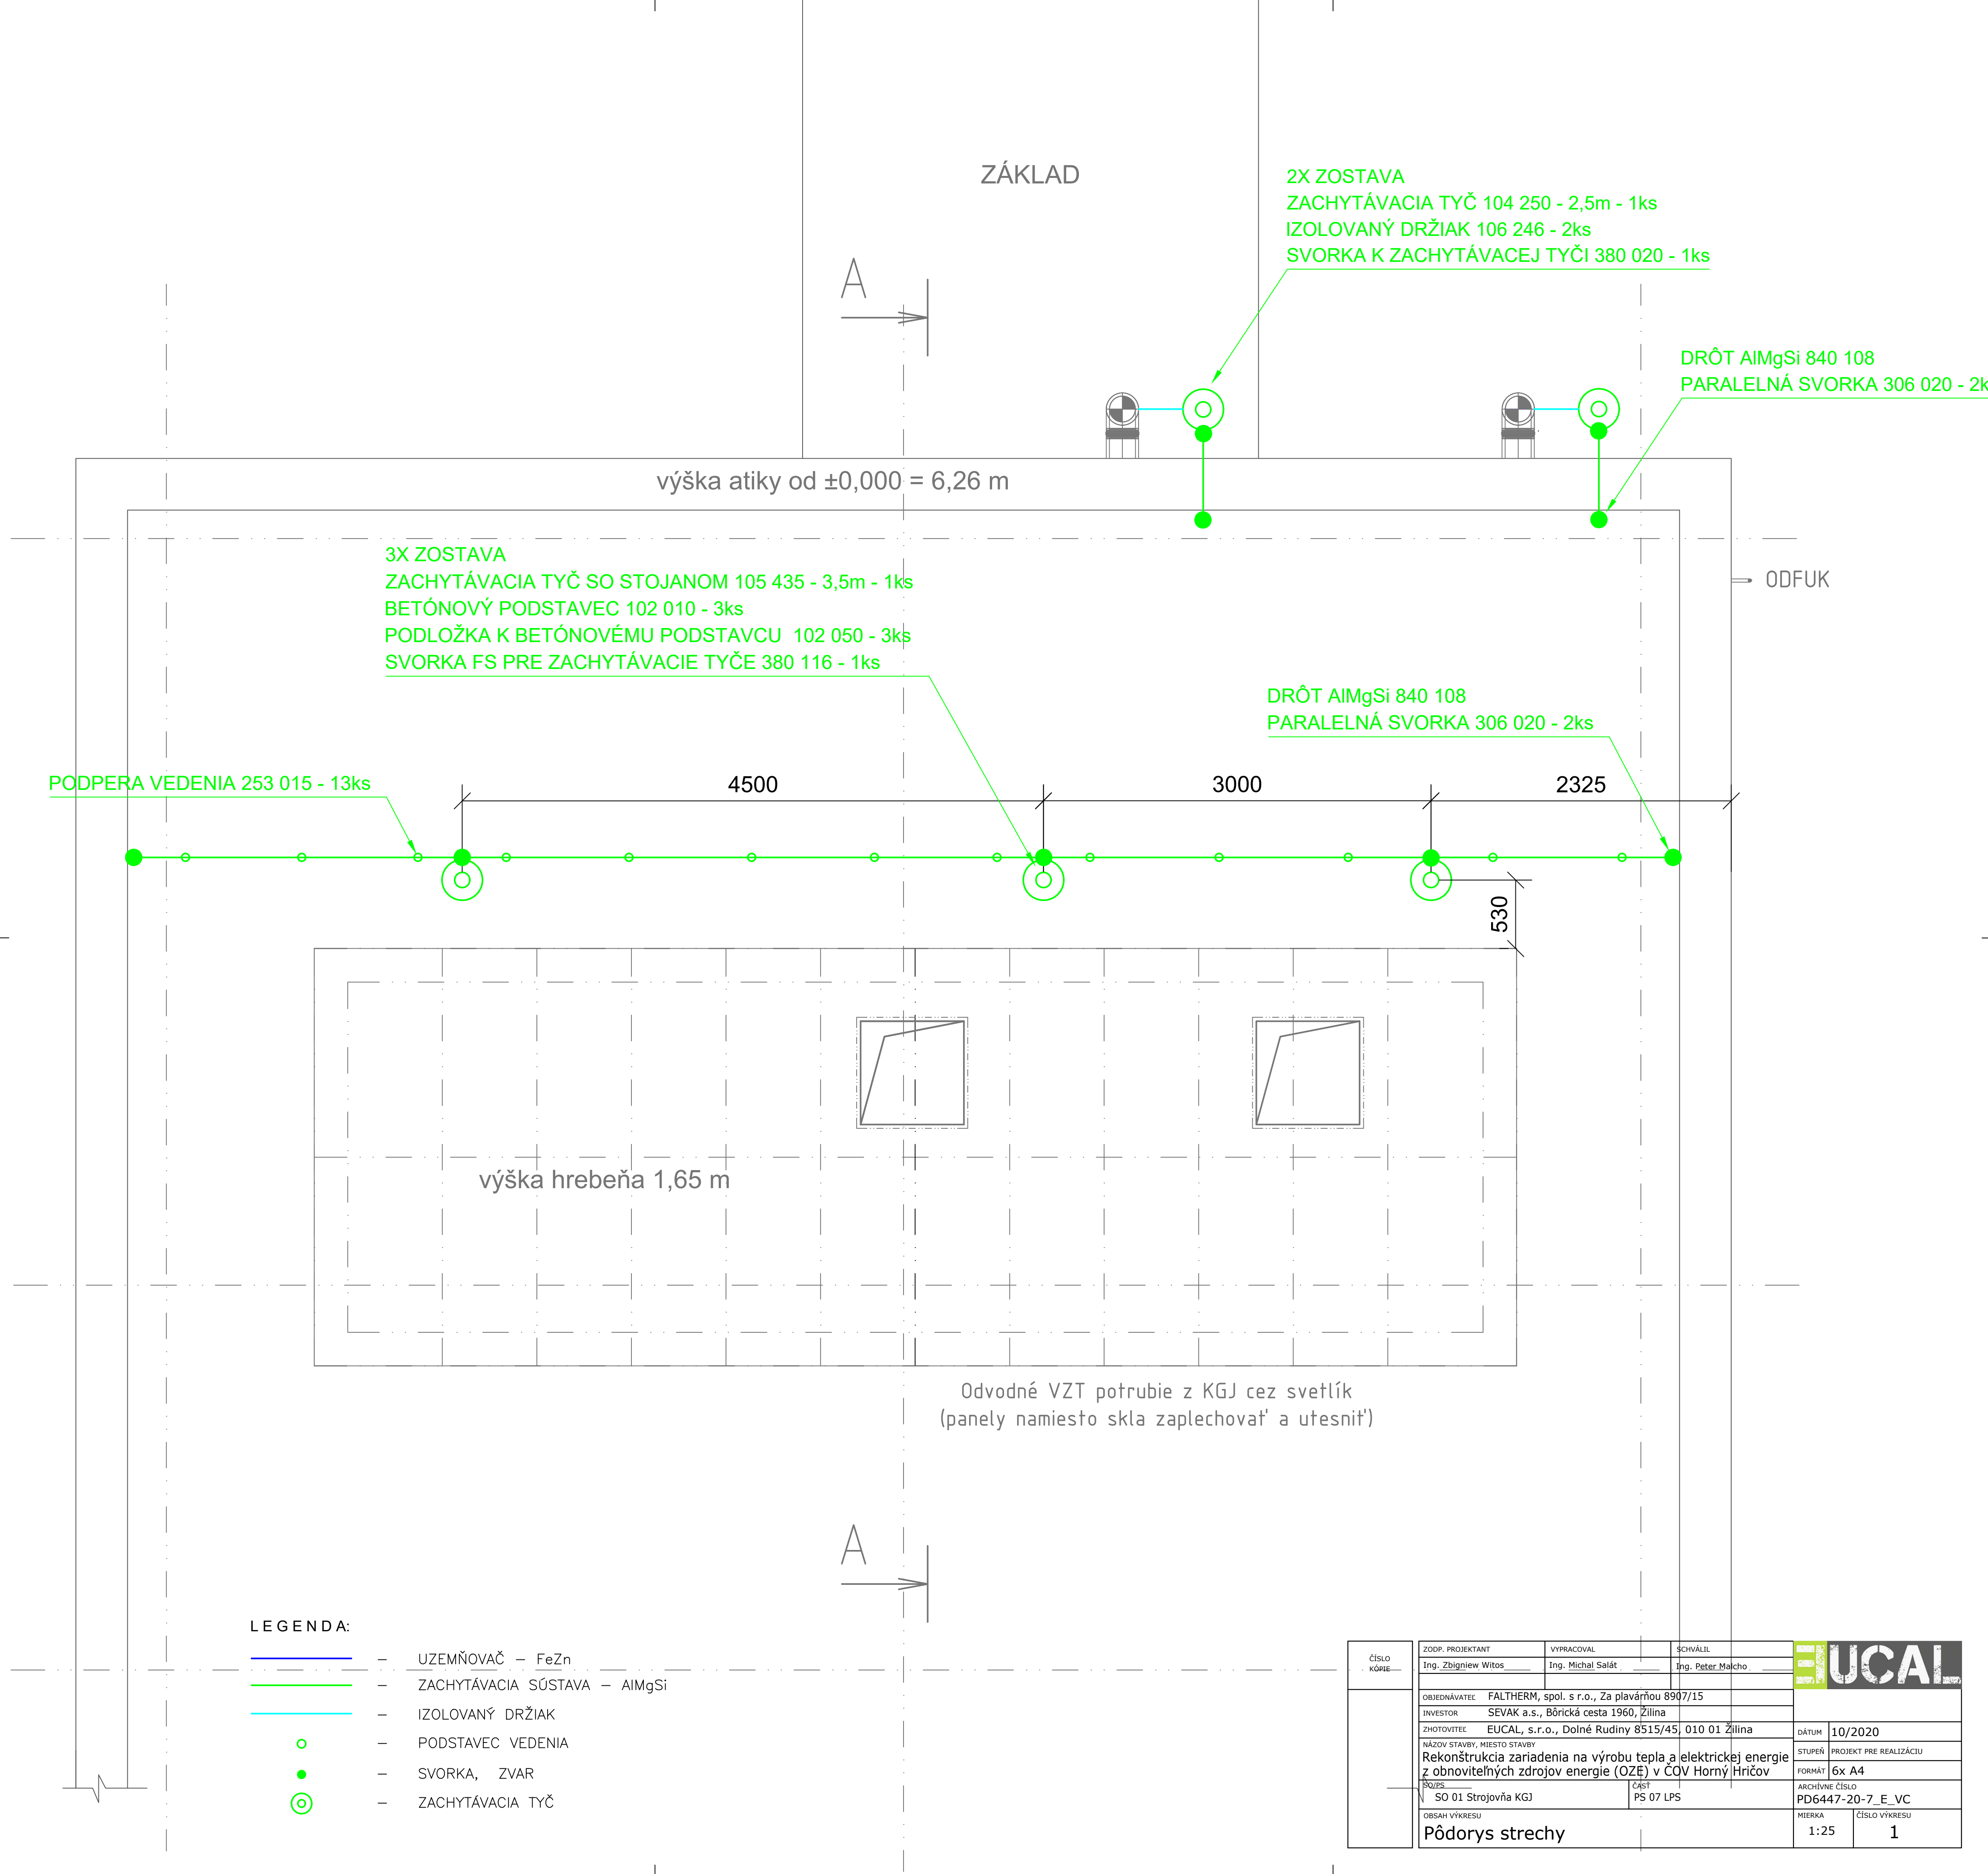 ZÁKLAD
2X ZOSTAVA
ZACHYTÁVACIA TYČ 104 250 - 2,5m - 1ks
IZOLOVANÝ DRŽIAK 106 246 - 2ks
SVORKA K ZACHYTÁVACEJ TYČI 380 020 - 1ks
A
DRÔT AlMgSi 840 108
PARALELNÁ SVORKA 306 020 - 2k
výška atiky od ±0,000 = 6,26 m
3X ZOSTAVA
ZACHYTÁVACIA TYČ SO STOJANOM 105 435 - 3,5m - 1ks
BETÓNOVÝ PODSTAVEC 102 010 - 3ks
PODLOŽKA K BETÓNOVÉMU PODSTAVCU 102 050 - 3ks
SVORKA FS PRE ZACHYTÁVACIE TYČE 380 116 - 1ks
ODFUK
DRÔT AlMgSi 840 108
PARALELNÁ SVORKA 306 020 - 2ks
PODPERA VEDENIA 253 015 - 13ks
4500
3000
2325
530
výška hrebeňa 1,65 m
Odvodné VZT potrubie z KGJ cez svetlík
(panely namiesto skla zaplechovať a utesniť)
A
L E G E N D A:
– UZEMŇOVAČ – FeZn
– ZACHYTÁVACIA SÚSTAVA – AlMgSi
– IZOLOVANÝ DRŽIAK
– PODSTAVEC VEDENIA
– SVORKA, ZVAR
– ZACHYTÁVACIA TYČ
ČÍSLO
KÓPIE
ZODP. PROJEKTANT
VYPRACOVAL
SCHVÁLIL
Ing. Zbigniew Witos
Ing. Michal Salát
Ing. Peter Malcho
EUCAL
OBJEDNÁVATEĽ FALTHERM, spol. s r.o., Za plavárňou 8907/15
INVESTOR SEVAK a.s., Bôrická cesta 1960, Žilina
ZHOTOVITEĽ EUCAL, s.r.o., Dolné Rudiny 8515/45, 010 01 Žilina
DÁTUM 10/2020
NÁZOV STAVBY, MIESTO STAVBY
Rekonštrukcia zariadenia na výrobu tepla a elektrickej energie
z obnoviteľných zdrojov energie (OZE) v ČOV Horný Hričov
STUPEŇ PROJEKT PRE REALIZÁCIU
FORMÁT 6x A4
SO/PS
SO 01 Strojovňa KGJ
ČASŤ
PS 07 LPS
ARCHÍVNE ČÍSLO
PD6447-20-7_E_VC
OBSAH VÝKRESU
Pôdorys strechy
MIERKA
1:25
ČÍSLO VÝKRESU
1